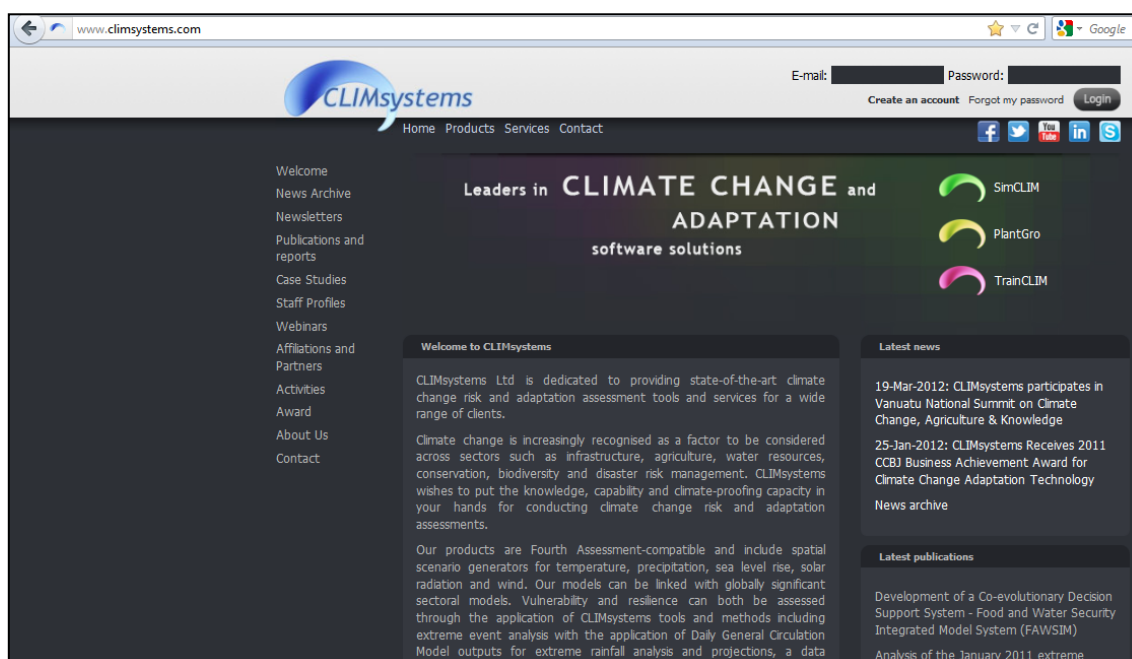 www.climsystems.com
Google
CLIMsystems
E-mail:
Password:
Create an account Forgot my password Login
Home Products Services Contact
You Tube
Welcome
News Archive
Newsletters
Publications and
reports
Case Studies
Staff Profiles
Webinars
Affiliations and
Partners
Activities
Award
About Us
Contact
Leaders in CLIMATE CHANGE and
ADAPTATION
software solutions
SimCLIM
PlantGro
TrainCLIM
Welcome to CLIMsystems
CLIMsystems Ltd is dedicated to providing state-of-the-art climate
change risk and adaptation assessment tools and services for a wide
range of clients.
Climate change is increasingly recognised as a factor to be considered
across sectors such as infrastructure, agriculture, water resources,
conservation, biodiversity and disaster risk management. CLIMsystems
wishes to put the knowledge, capability and climate-proofing capacity in
your hands for conducting climate change risk and adaptation
assessments.
Our products are Fourth Assessment-compatible and include spatial
scenario generators for temperature, precipitation, sea level rise, solar
radiation and wind. Our models can be linked with globally significant
sectoral models. Vulnerability and resilience can both be assessed
through the application of CLIMsystems tools and methods including
extreme event analysis with the application of Daily General Circulation
Model outputs for extreme rainfall analysis and projections, a data
Latest news
19-Mar-2012: CLIMsystems participates in
Vanuatu National Summit on Climate
Change, Agriculture & Knowledge
25-Jan-2012: CLIMsystems Receives 2011
CCBJ Business Achievement Award for
Climate Change Adaptation Technology
News archive
Latest publications
Development of a Co-evolutionary Decision
Support System - Food and Water Security
Integrated Model System (FAWSIM)
Analysis of the January 2011 extreme